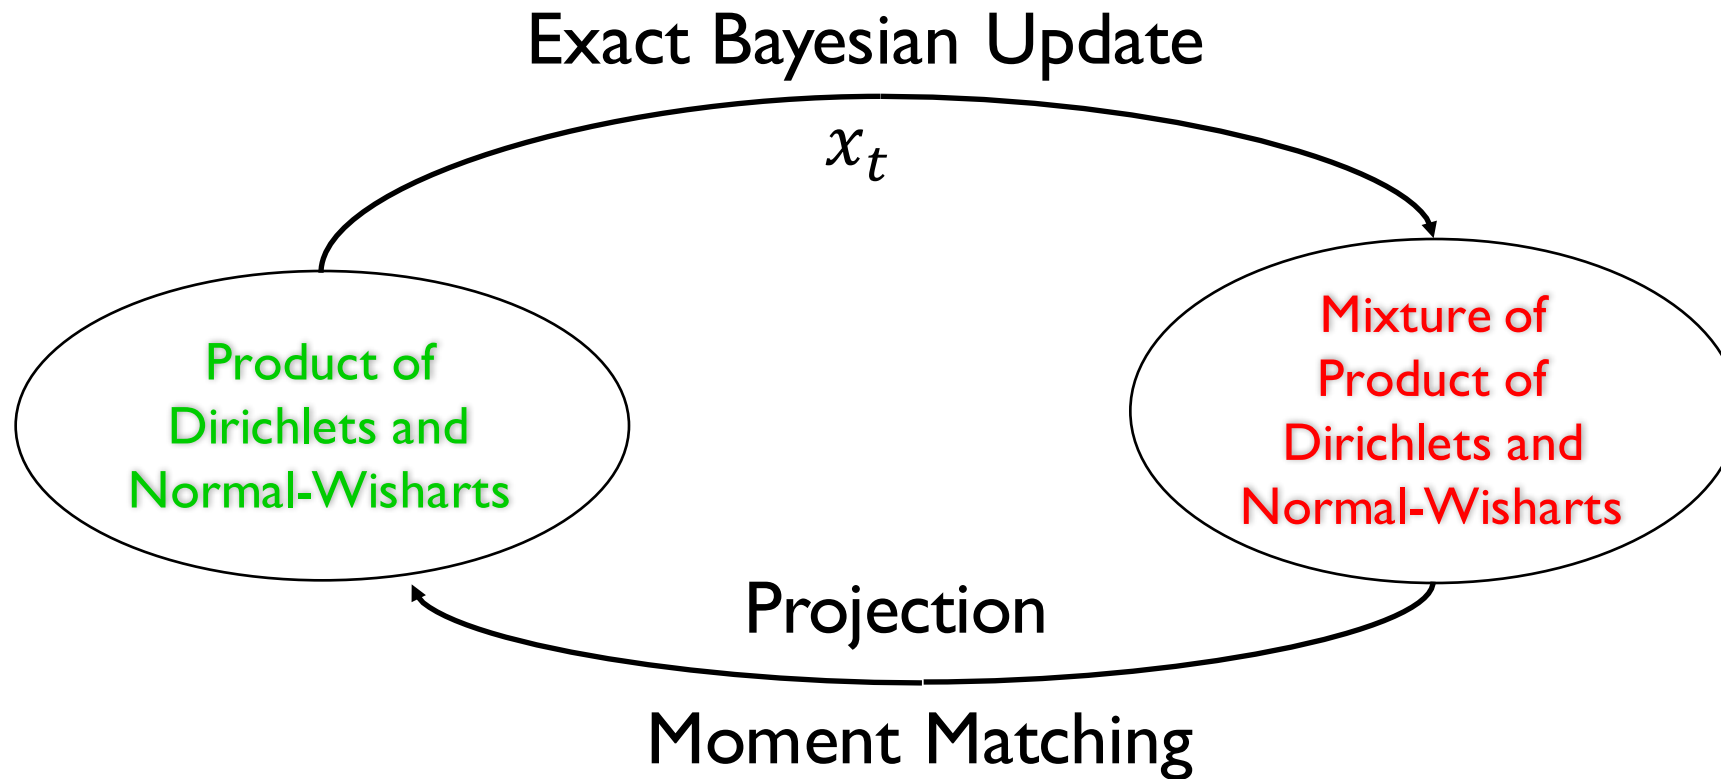 Exact Bayesian Update
x_t
Product of
Dirichlets and
Normal-Wisharts
Mixture of
Product of
Dirichlets and
Normal-Wisharts
Projection
Moment Matching